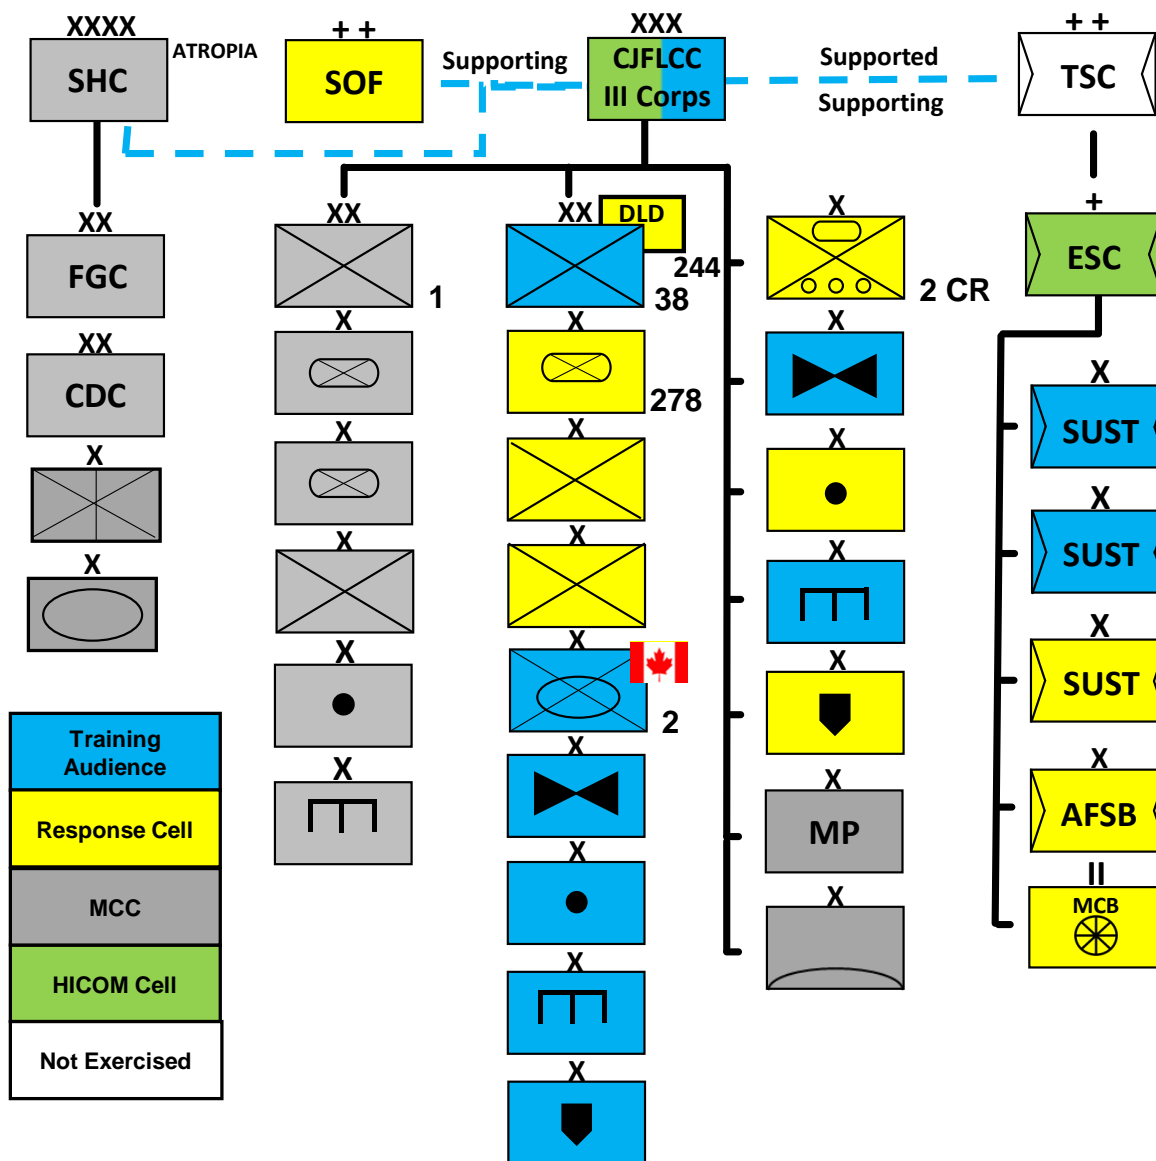 XXXX
SHC
ATROPIA
+ +
SOF
Supporting
XXX
CJFLCC
III Corps
Supported
Supporting
+ +
TSC
XX
FGC
XX
CDC
X
X
XX
1
X
X
X
X
X
XX
DLD
244
38
X
278
X
X
X
2
X
X
X
X
X
2 CR
X
X
X
X
X
MP
X
+
ESC
X
SUST
X
SUST
X
SUST
X
AFSB
II
MCB
Training
Audience
Response Cell
MCC
HICOM Cell
Not Exercised